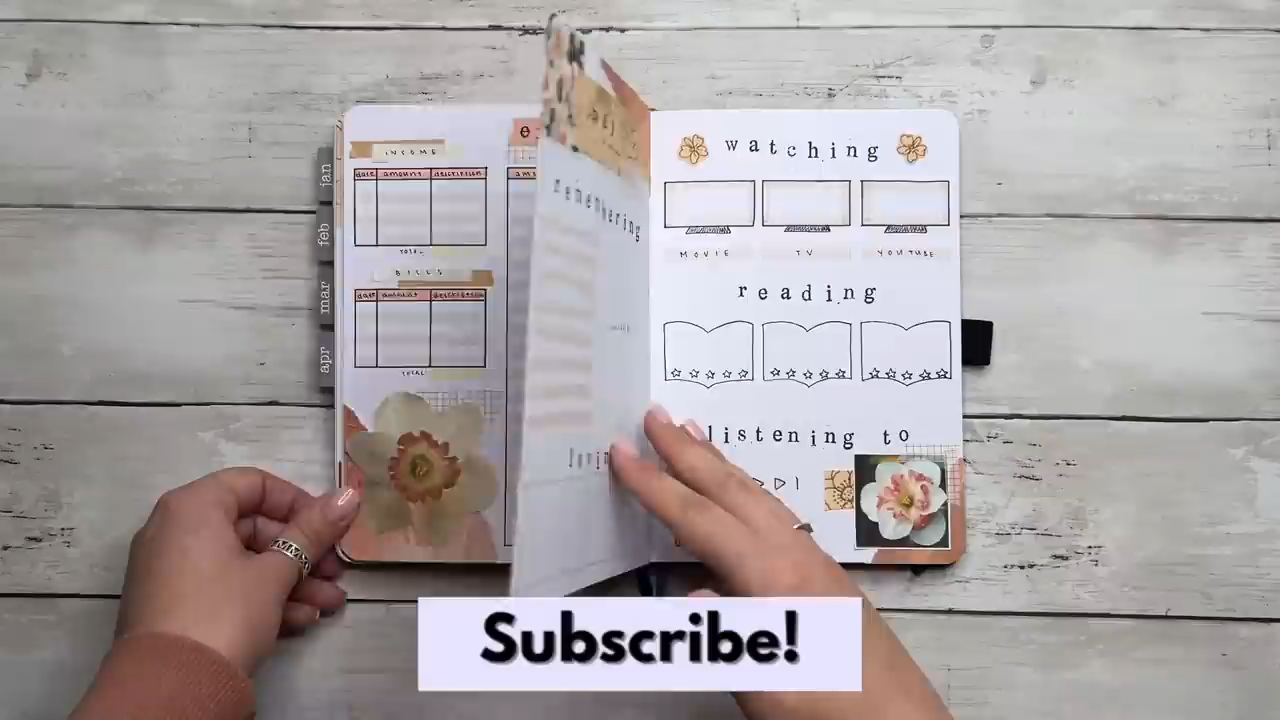 jan
feb
mar
apr
INCOME
date amount description
TOTAL
BILLS
date amount description
TOTAL
remembering
watching
MOVIE TV YOUTUBE
reading
listening to
Subscribe!